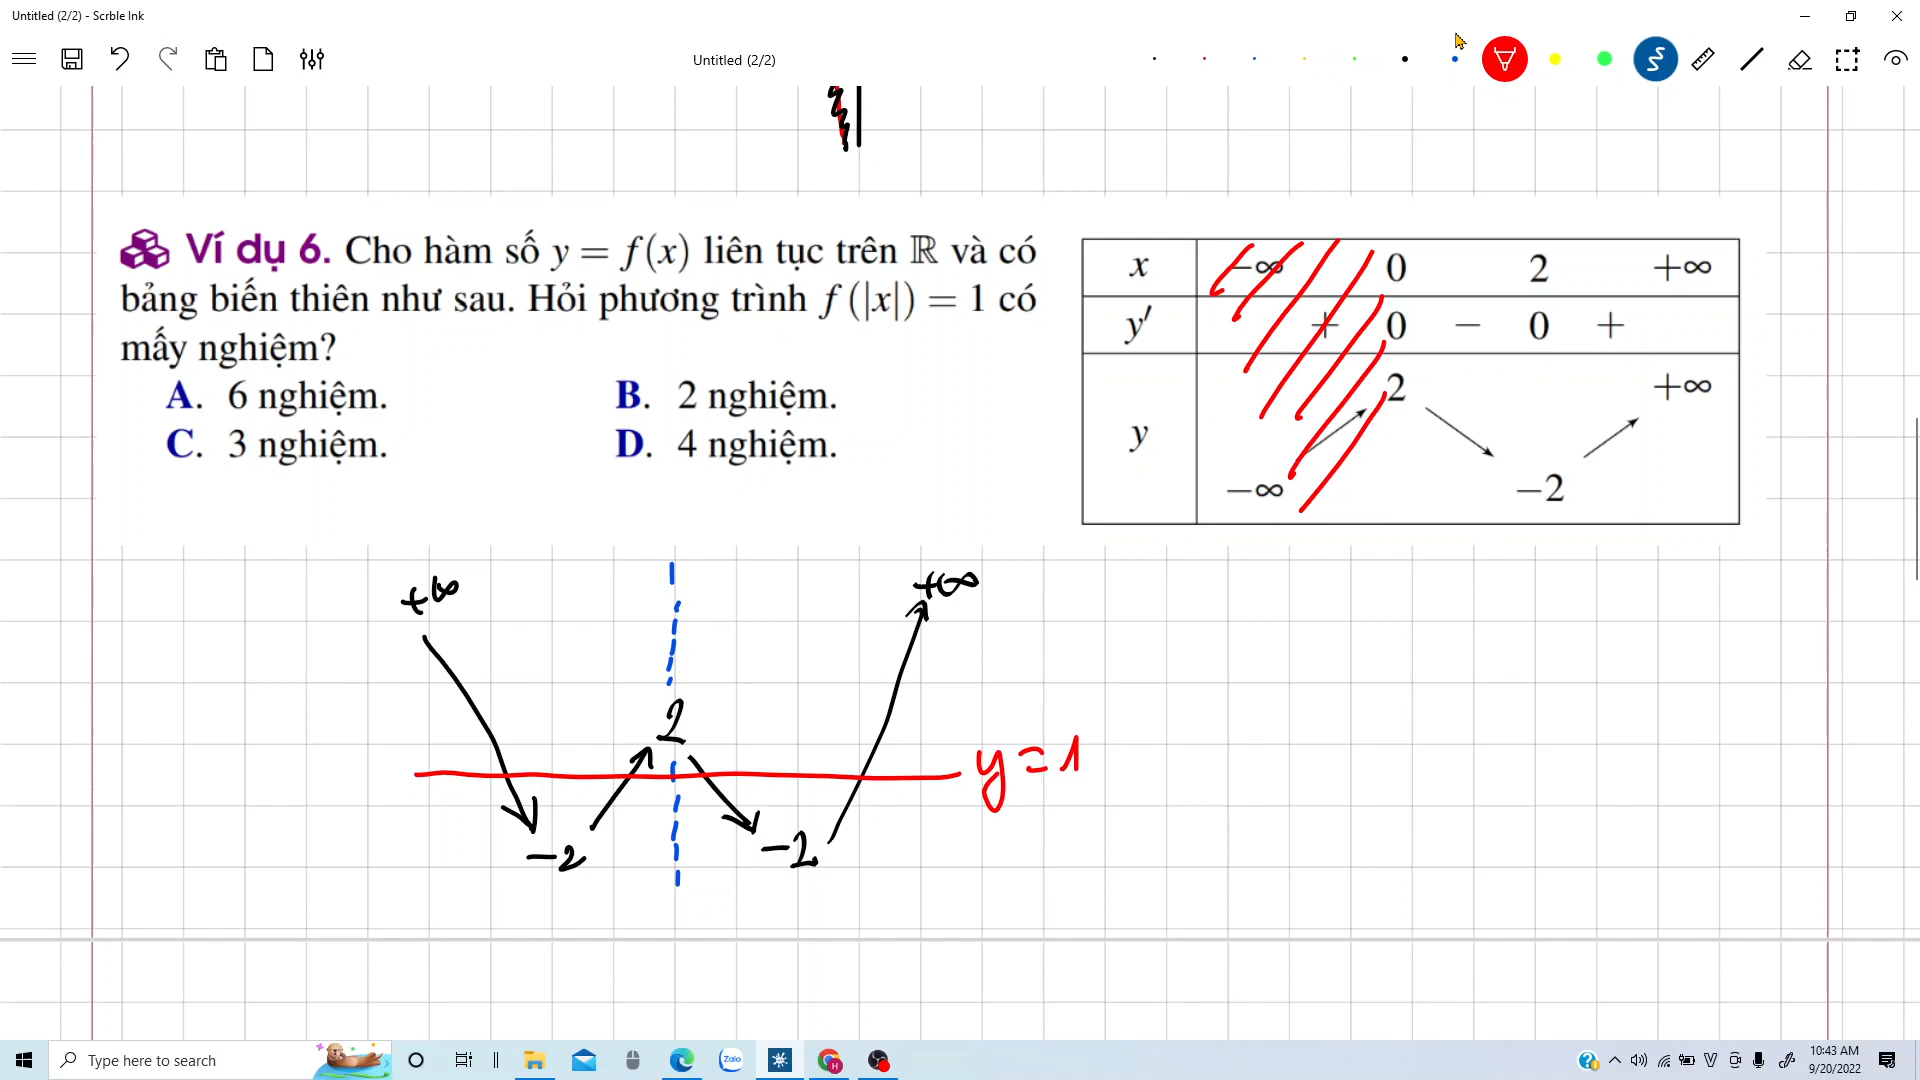 Untitled (2/2) - Scrble Ink
Untitled (2/2)
Ví dụ 6. Cho hàm số y = f(x) liên tục trên ℝ và có
bảng biến thiên như sau. Hỏi phương trình f(|x|) = 1 có
mấy nghiệm?
A. 6 nghiệm. B. 2 nghiệm.
C. 3 nghiệm. D. 4 nghiệm.
x −∞ 0 2 +∞
y′ + 0 − 0 +
2 +∞
y
−∞ −2
+∞ +∞
2
y = 1
−2 −2
Type here to search
Zalo
10:43 AM
9/20/2022